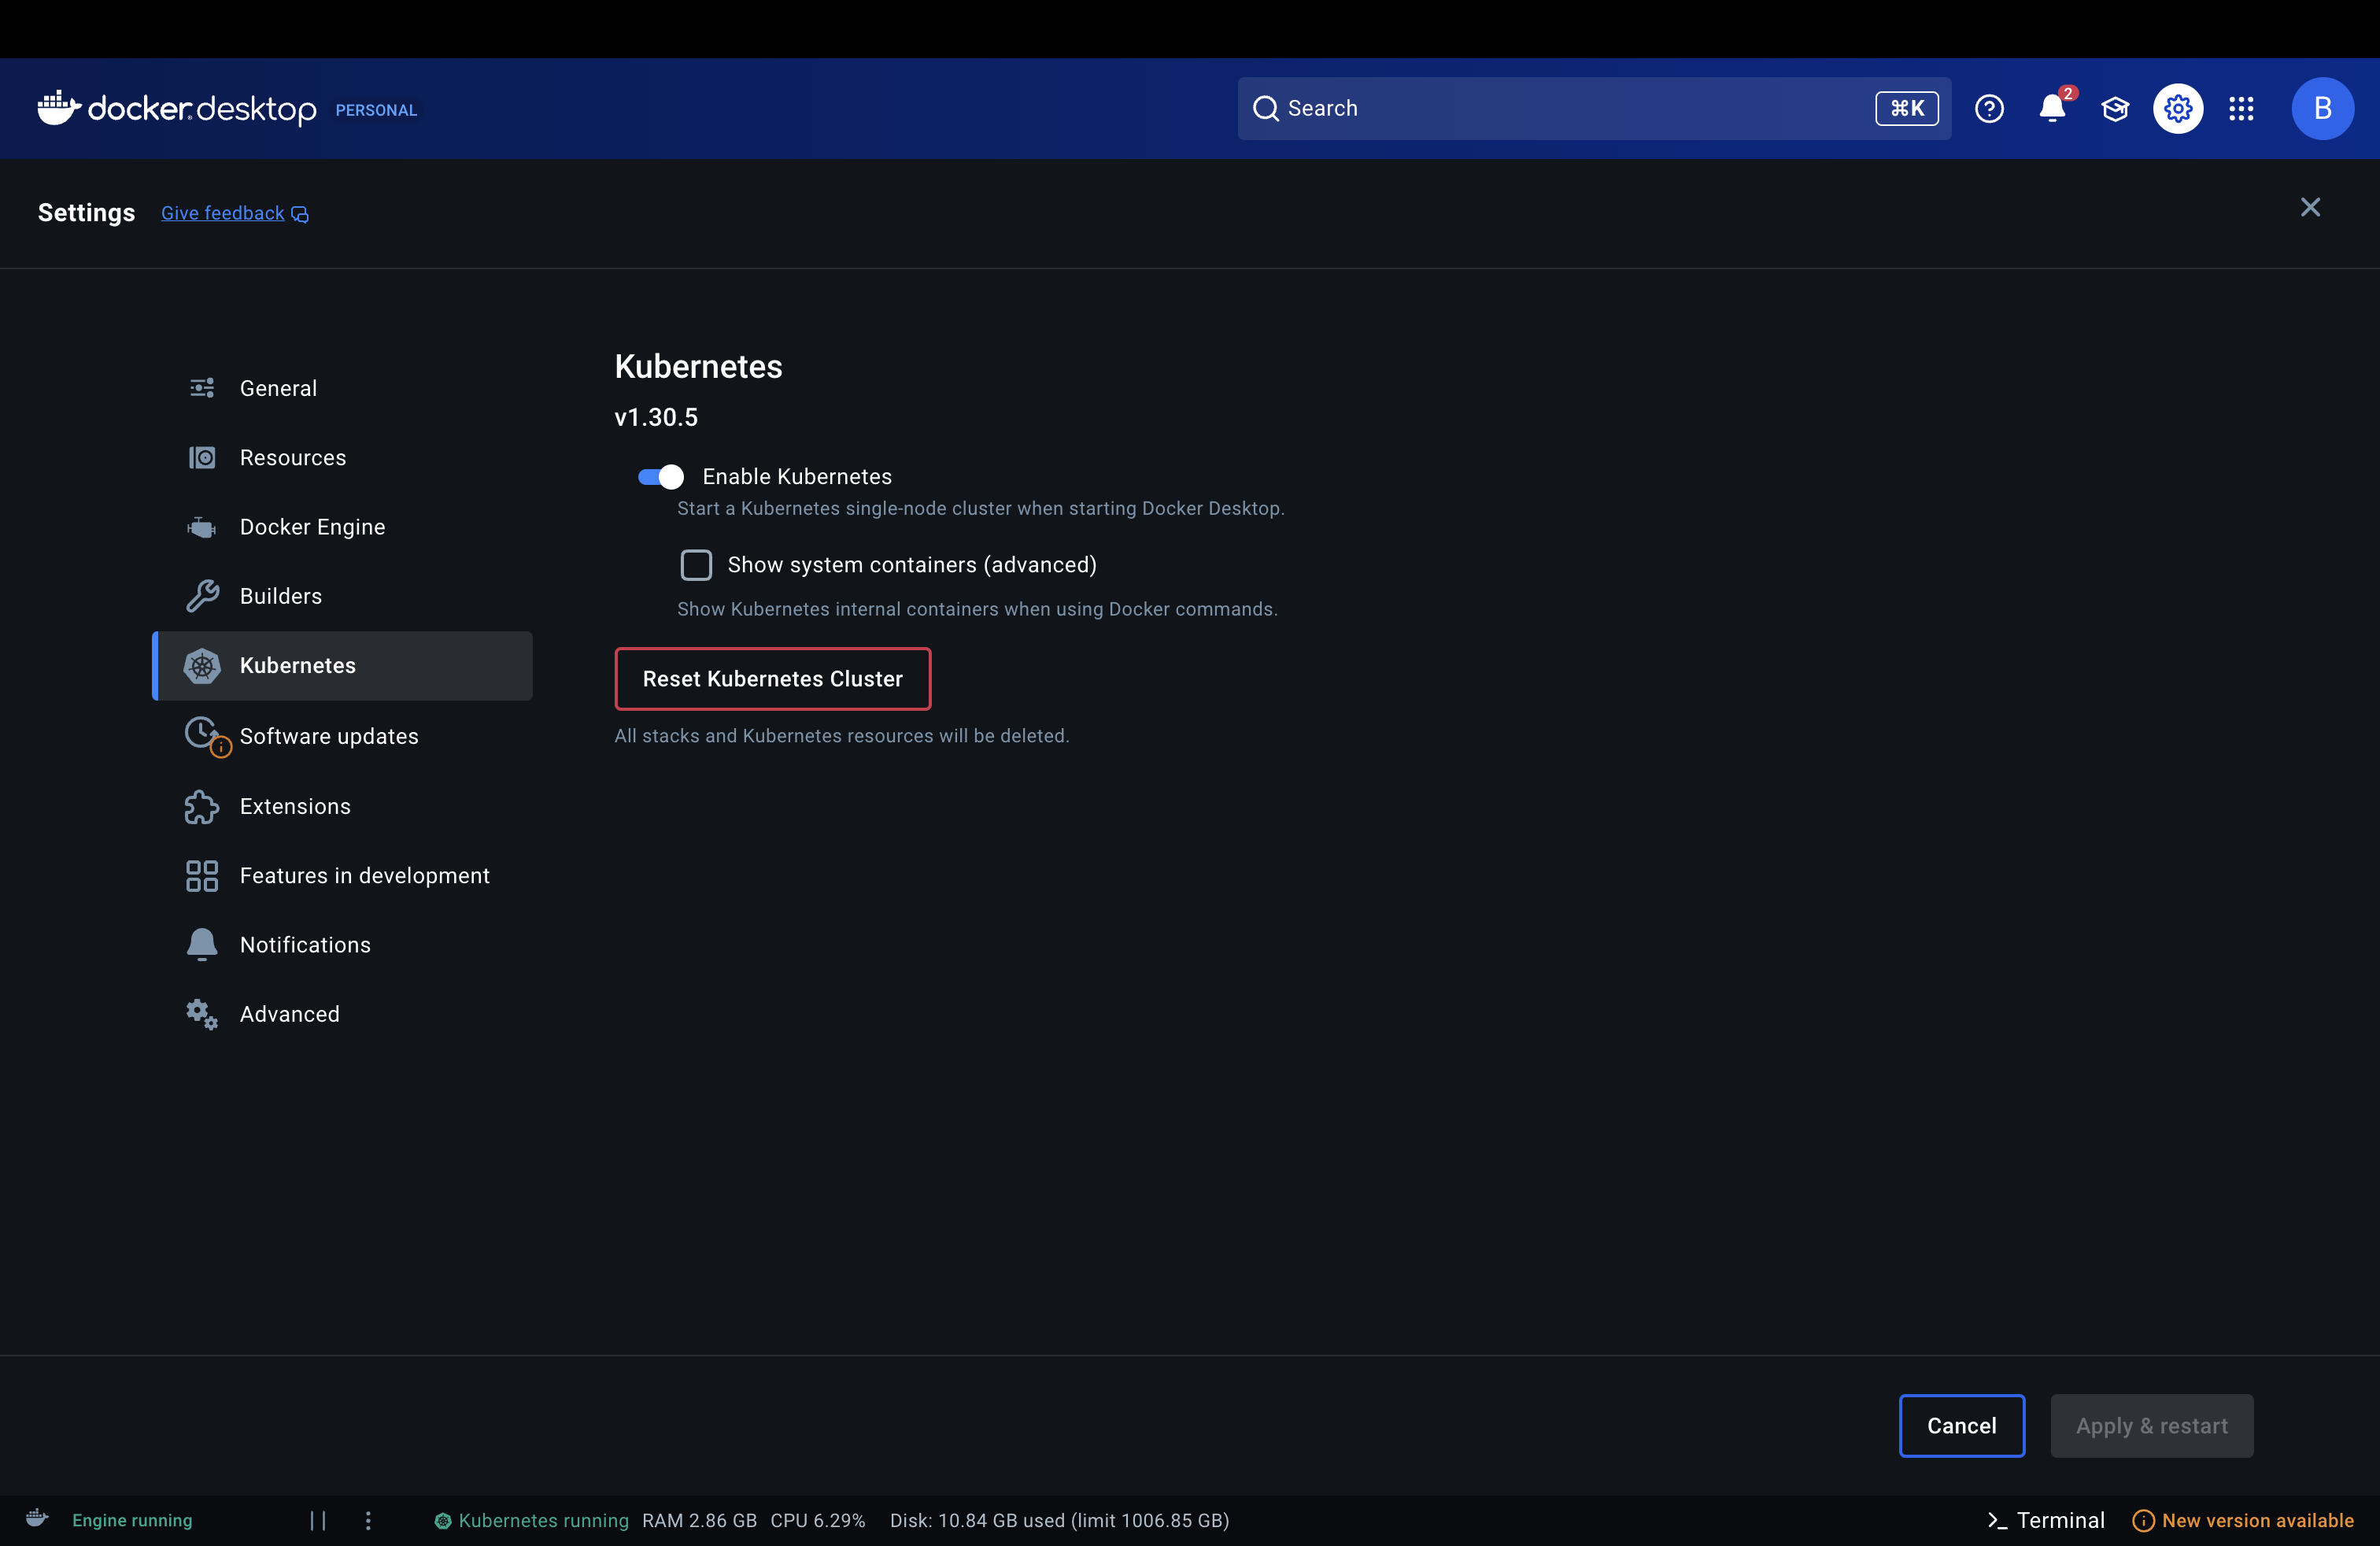 docker desktop PERSONAL
Search
⌘K
2
B
Settings
Give feedback
General
Resources
Docker Engine
Builders
Kubernetes
Software updates
Extensions
Features in development
Notifications
Advanced
Kubernetes
v1.30.5
Enable Kubernetes
Start a Kubernetes single-node cluster when starting Docker Desktop.
Show system containers (advanced)
Show Kubernetes internal containers when using Docker commands.
Reset Kubernetes Cluster
All stacks and Kubernetes resources will be deleted.
Cancel
Apply & restart
Engine running
Kubernetes running RAM 2.86 GB CPU 6.29% Disk: 10.84 GB used (limit 1006.85 GB)
Terminal
New version available